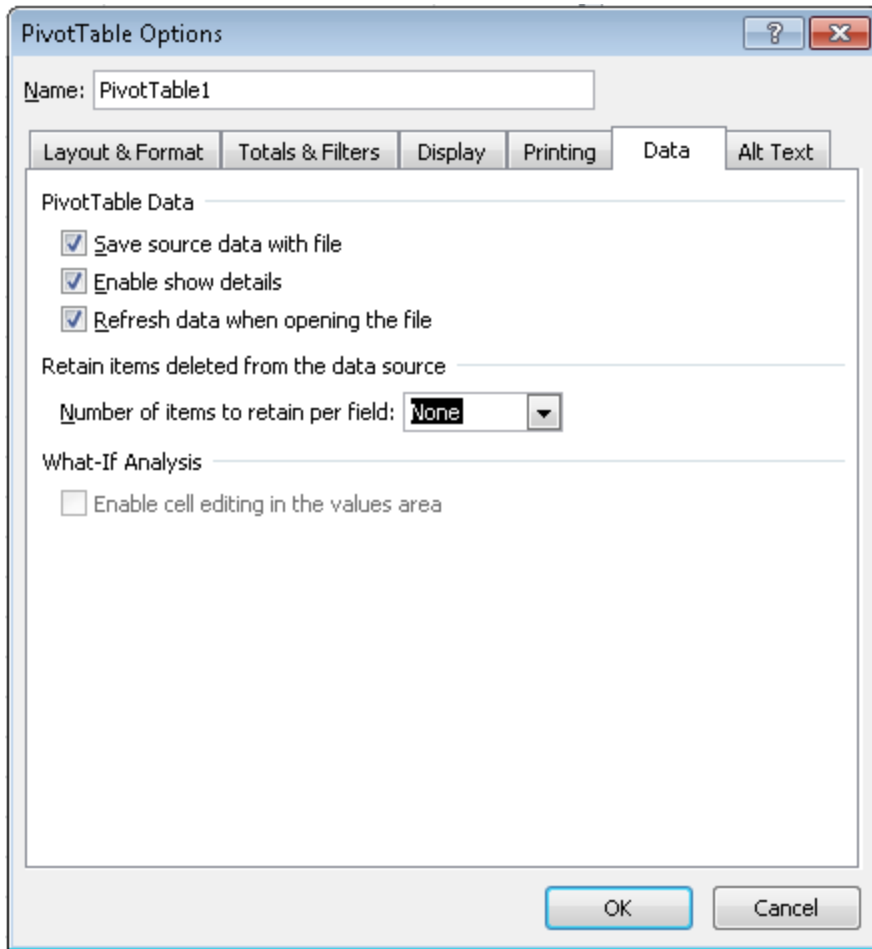 PivotTable Options
Name: PivotTable1
Layout & Format Totals & Filters Display Printing Data Alt Text
PivotTable Data
Save source data with file
Enable show details
Refresh data when opening the file
Retain items deleted from the data source
Number of items to retain per field: None
What-If Analysis
Enable cell editing in the values area
OK Cancel